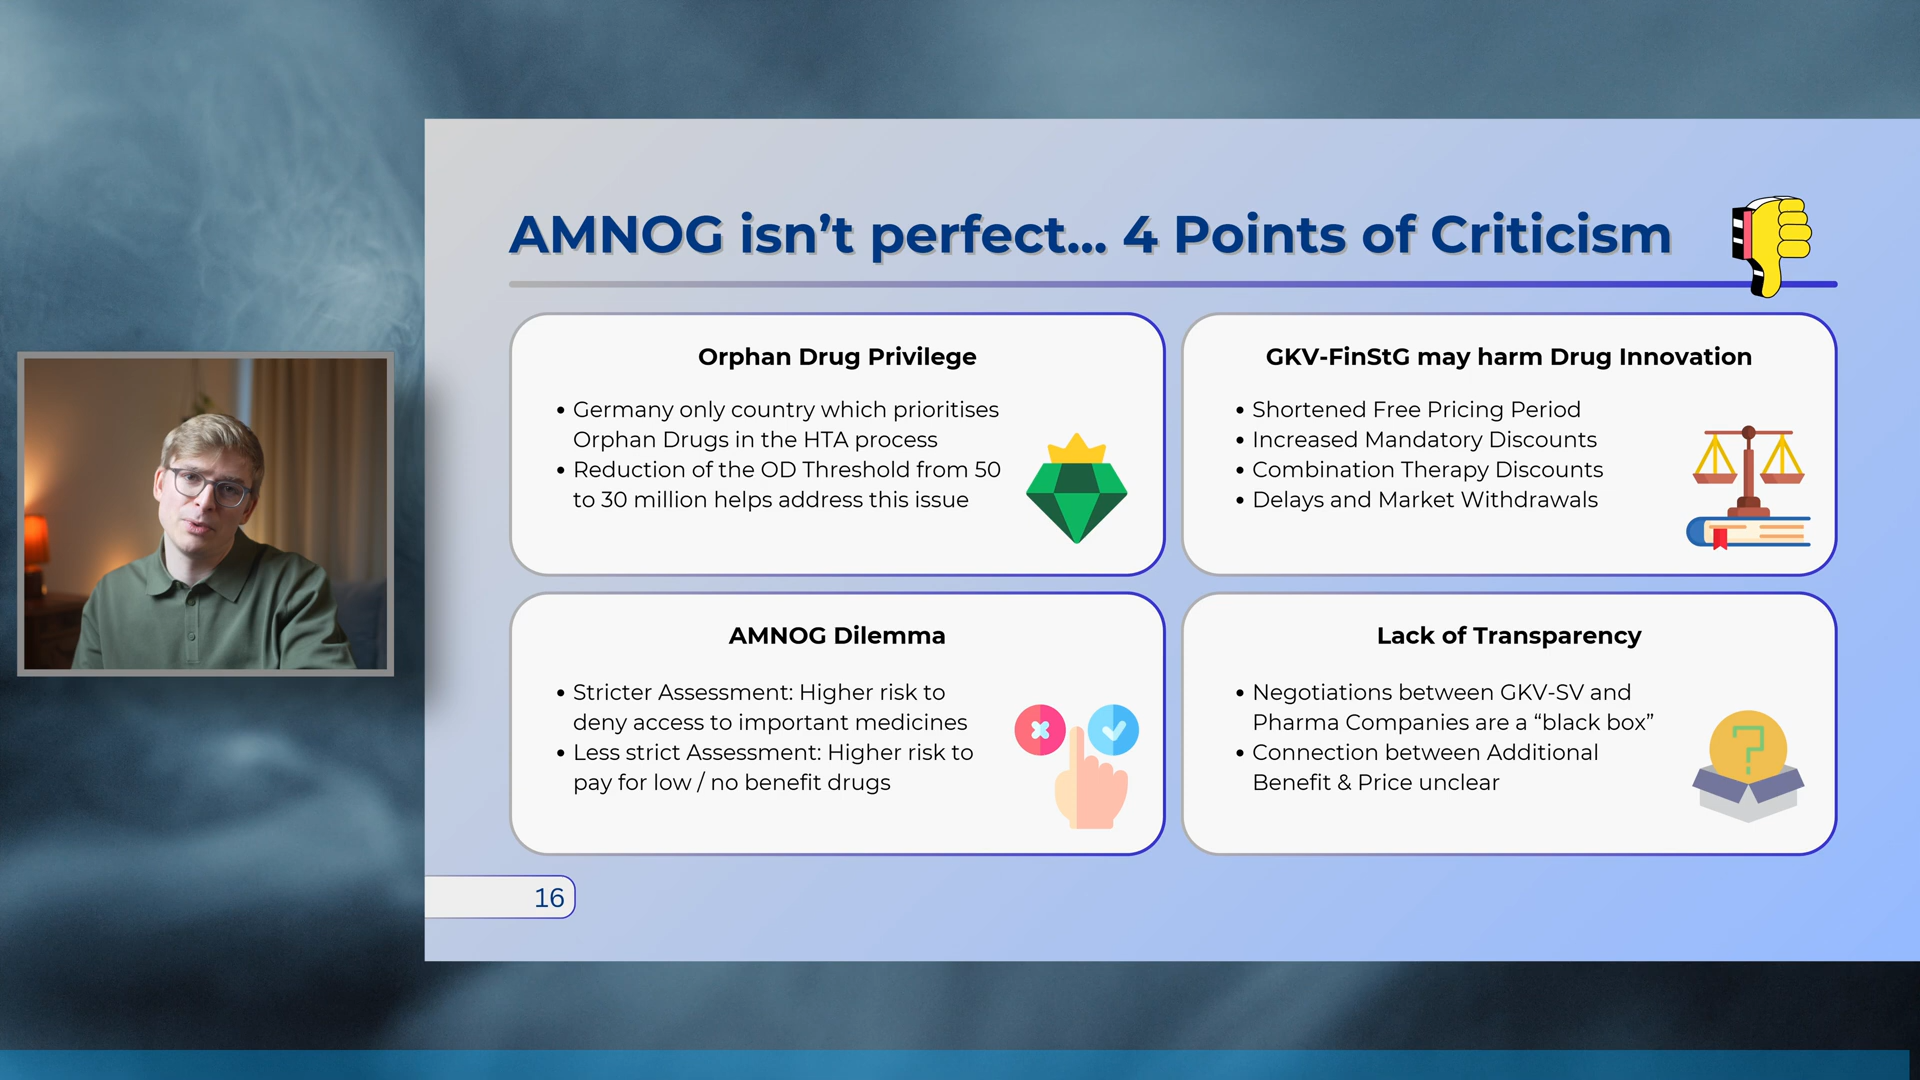 AMNOG isn’t perfect... 4 Points of Criticism
Orphan Drug Privilege
• Germany only country which prioritises
Orphan Drugs in the HTA process
• Reduction of the OD Threshold from 50
to 30 million helps address this issue
GKV-FinStG may harm Drug Innovation
• Shortened Free Pricing Period
• Increased Mandatory Discounts
• Combination Therapy Discounts
• Delays and Market Withdrawals
AMNOG Dilemma
• Stricter Assessment: Higher risk to
deny access to important medicines
• Less strict Assessment: Higher risk to
pay for low / no benefit drugs
Lack of Transparency
• Negotiations between GKV-SV and
Pharma Companies are a “black box”
• Connection between Additional
Benefit & Price unclear
?
16